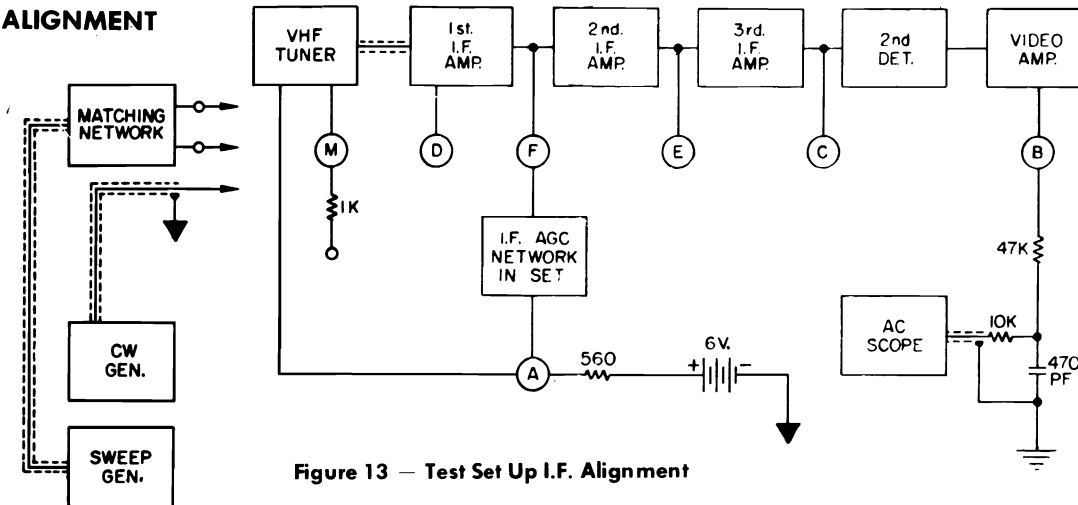 ALIGNMENT
VHF
TUNER
1st.
I.F.
AMP.
2nd.
I.F.
AMP.
3rd.
I.F.
AMP.
2nd
DET.
VIDEO
AMP.
MATCHING
NETWORK
M
D
F
E
C
B
1K
I.F. AGC
NETWORK
IN SET
47K
AC
SCOPE
10K
470
PF
CW
GEN.
A
560
6V.
+
-
SWEEP
GEN.
Figure 13 — Test Set Up I.F. Alignment